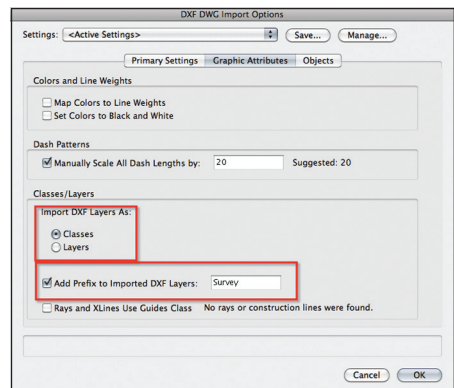 DXF DWG Import Options
Settings: <Active Settings> Save... Manage...
Primary Settings Graphic Attributes Objects
Colors and Line Weights
Map Colors to Line Weights
Set Colors to Black and White
Dash Patterns
Manually Scale All Dash Lengths by: 20 Suggested: 20
Classes/Layers
Import DXF Layers As:
Classes
Layers
Add Prefix to Imported DXF Layers: Survey
Rays and XLines Use Guides Class No rays or construction lines were found.
Cancel OK